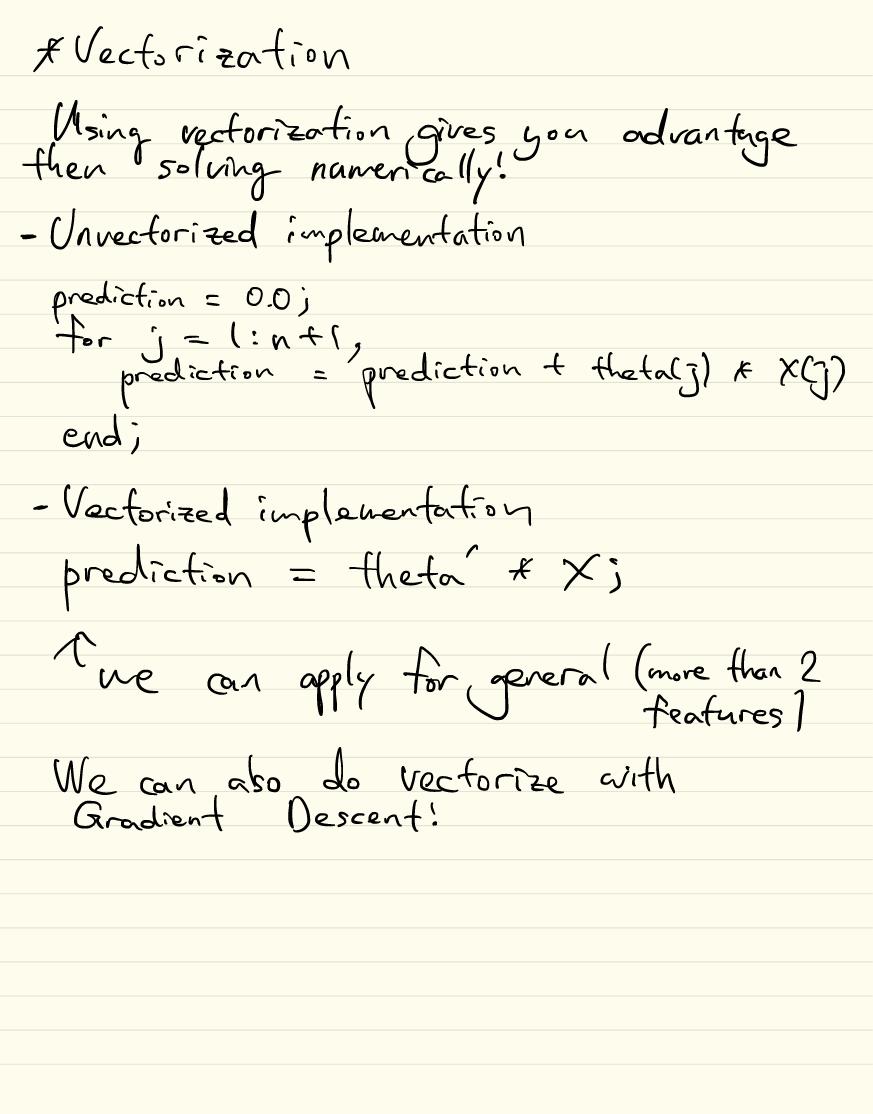 * Vectorization
Using vectorization gives you advantage
then solving namerically!
- Unvectorized implementation
prediction = 0.0;
for j = 1:n+1,
prediction = prediction + theta(j) * x(j)
end;
- Vectorized implementation
prediction = theta' * X;
↑ we can apply for general (more than 2
features)
We can also do vectorize with
Gradient Descent!